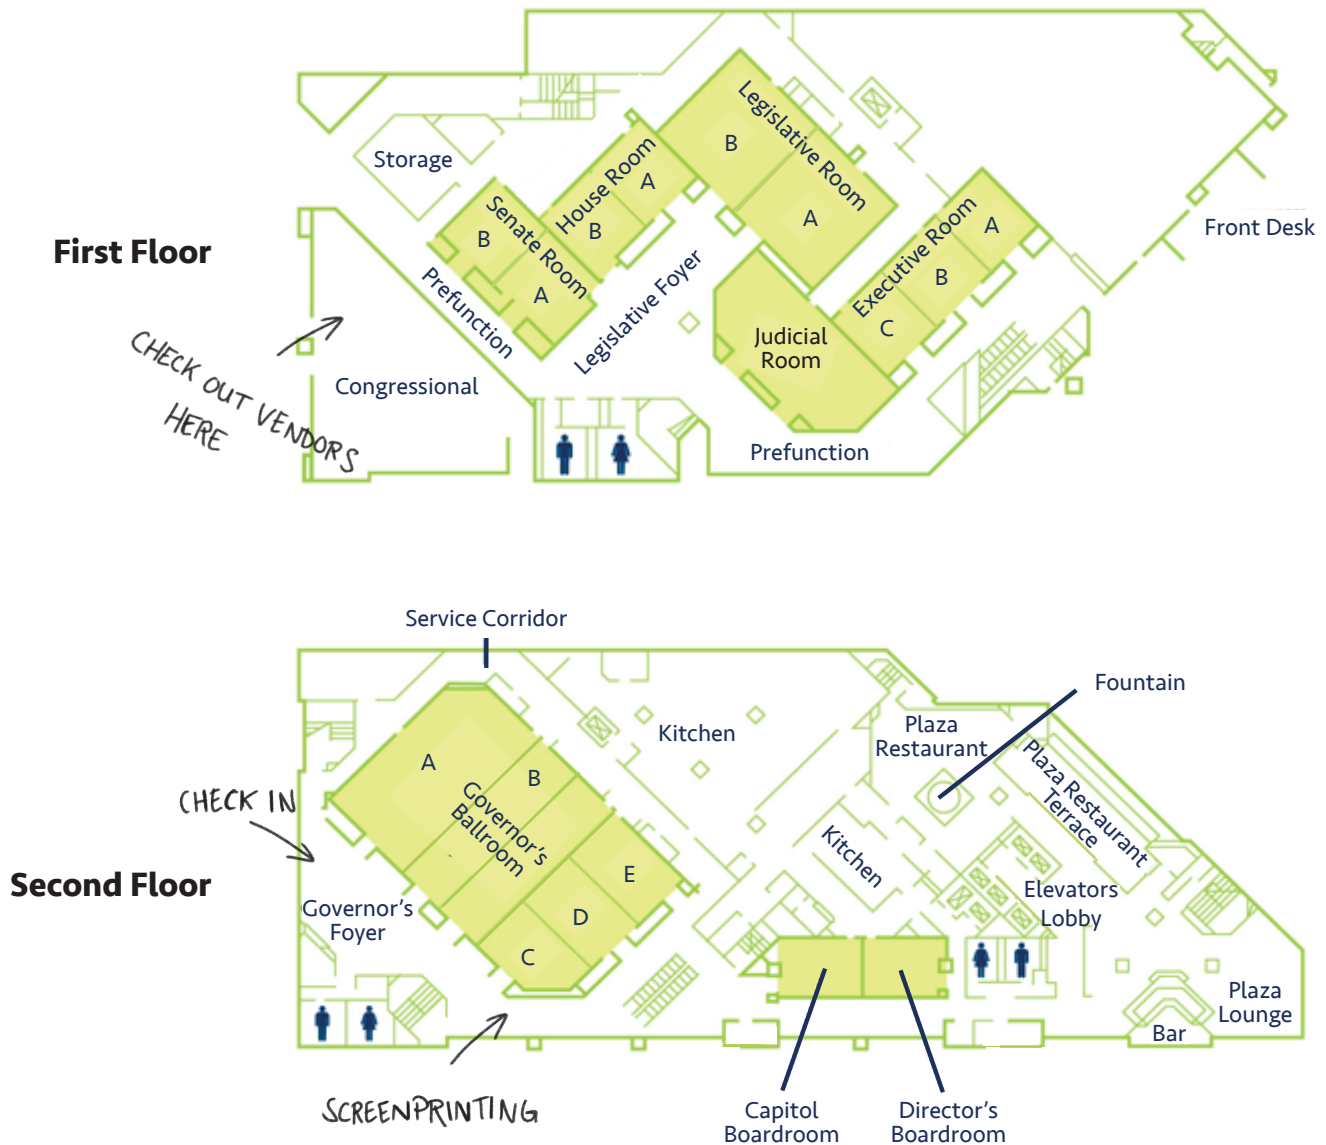 First Floor
Storage
Senate Room
B
A
House Room
A
B
Legislative Room
B
A
Executive Room
A
B
C
Front Desk
Prefunction
Legislative Foyer
Judicial
Room
CHECK OUT VENDORS
HERE
Congressional
Prefunction
Second Floor
Service Corridor
Fountain
Kitchen
Plaza
Restaurant
Plaza Restaurant
Terrace
A
B
Governor's
Ballroom
CHECK IN
Kitchen
E
D
C
Elevators
Lobby
Governor's
Foyer
Plaza
Lounge
Bar
SCREENPRINTING
Capitol
Boardroom
Director's
Boardroom